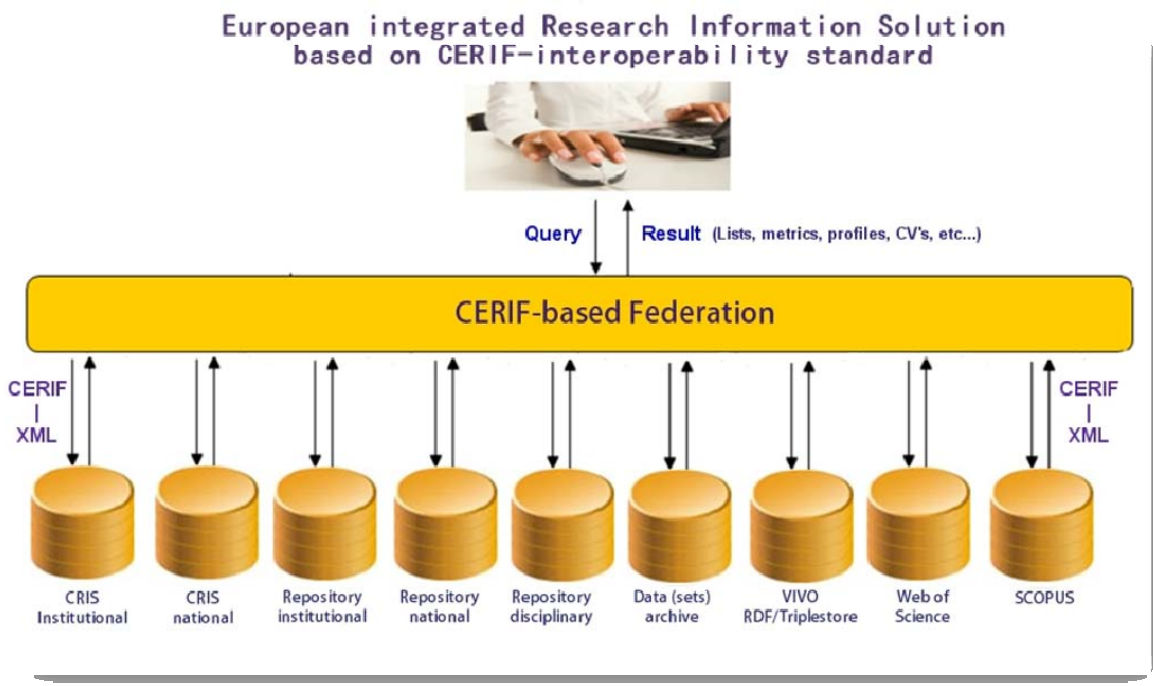 European integrated Research Information Solution
based on CERIF-interoperability standard
Query
Result (Lists, metrics, profiles, CV's, etc...)
CERIF-based Federation
CERIF
|
XML
CERIF
|
XML
CRIS
Institutional
CRIS
national
Repository
institutional
Repository
national
Repository
disciplinary
Data (sets)
archive
VIVO
RDF/Triplestore
Web of
Science
SCOPUS